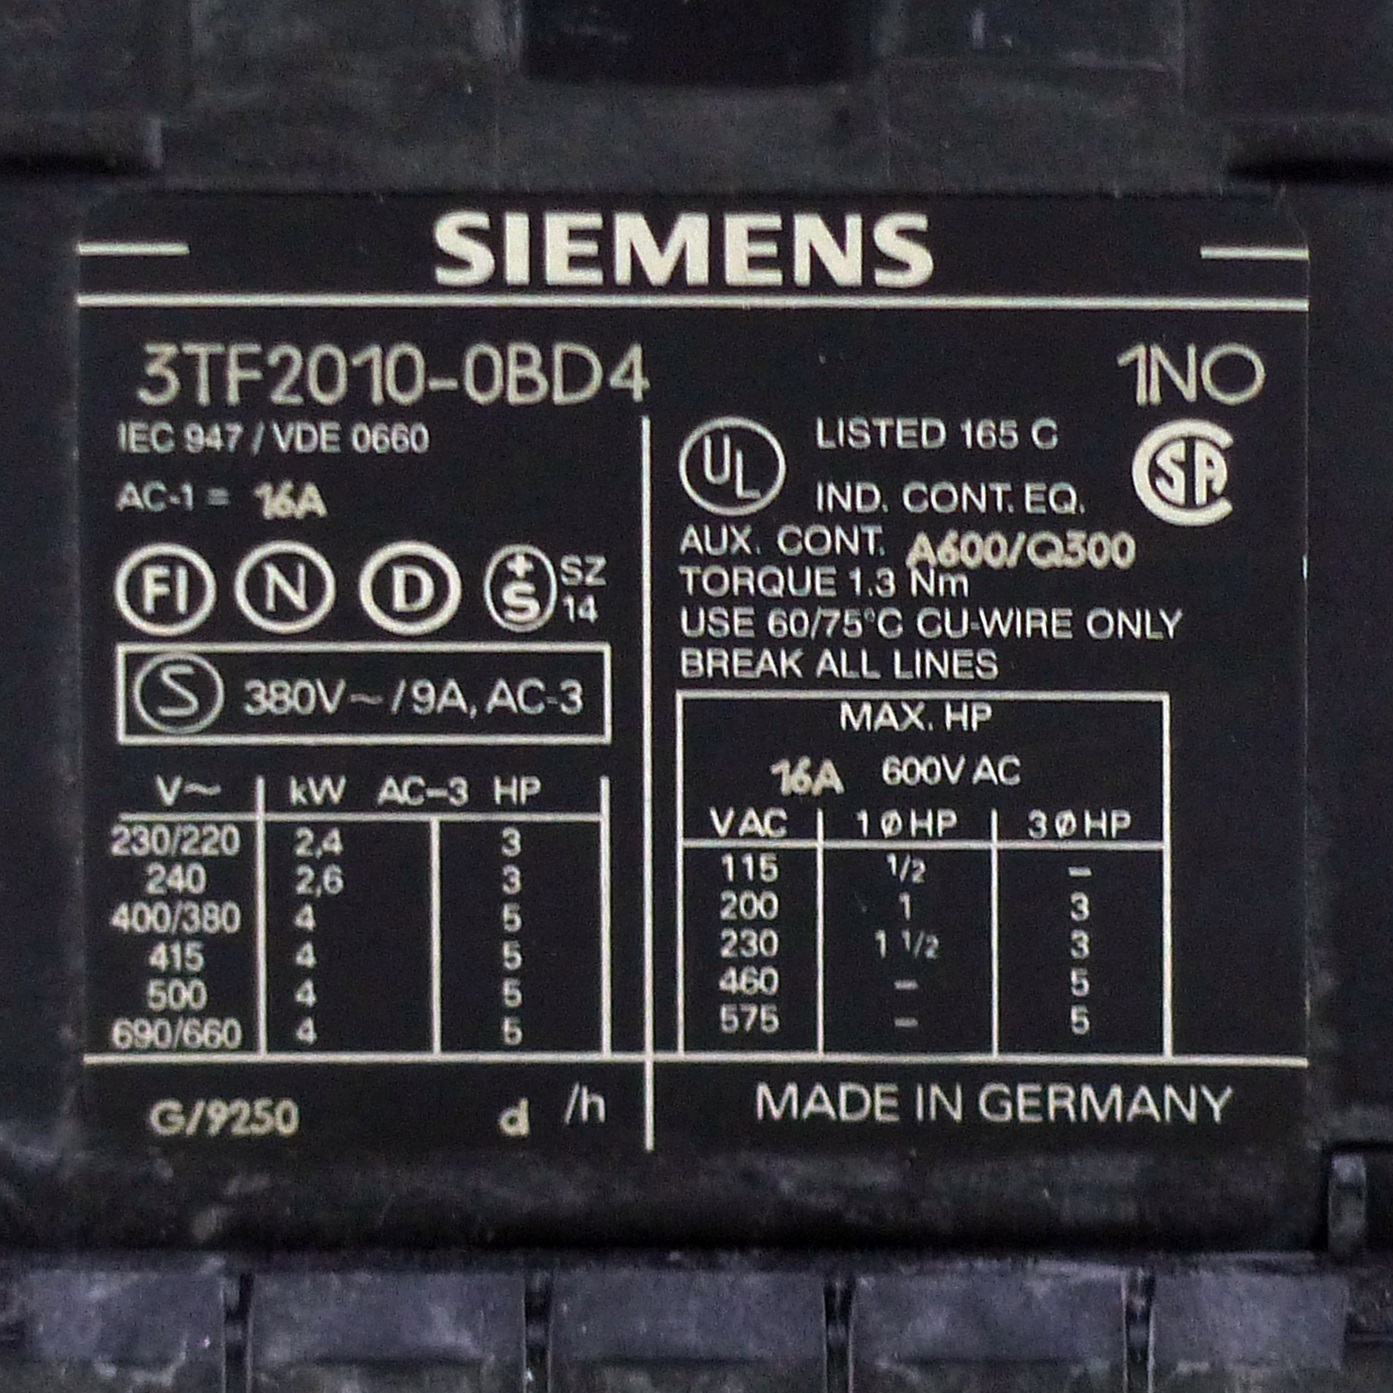 SIEMENS
3TF2010-0BD4
1NO
IEC 947 / VDE 0660
AC-1 = 16A
FI N D +S SZ 14
S 380V~/9A, AC-3
V~ kW AC-3 HP
230/220 2,4 3
240 2,6 3
400/380 4 5
415 4 5
500 4 5
690/660 4 5
G/9250 d /h
UL LISTED 165 C
IND. CONT. EQ.
CSA
AUX. CONT. A600/Q300
TORQUE 1.3 Nm
USE 60/75°C CU-WIRE ONLY
BREAK ALL LINES
MAX. HP
16A 600V AC
VAC 1ØHP 3ØHP
115 1/2 –
200 1 3
230 1 1/2 3
460 – 5
575 – 5
MADE IN GERMANY